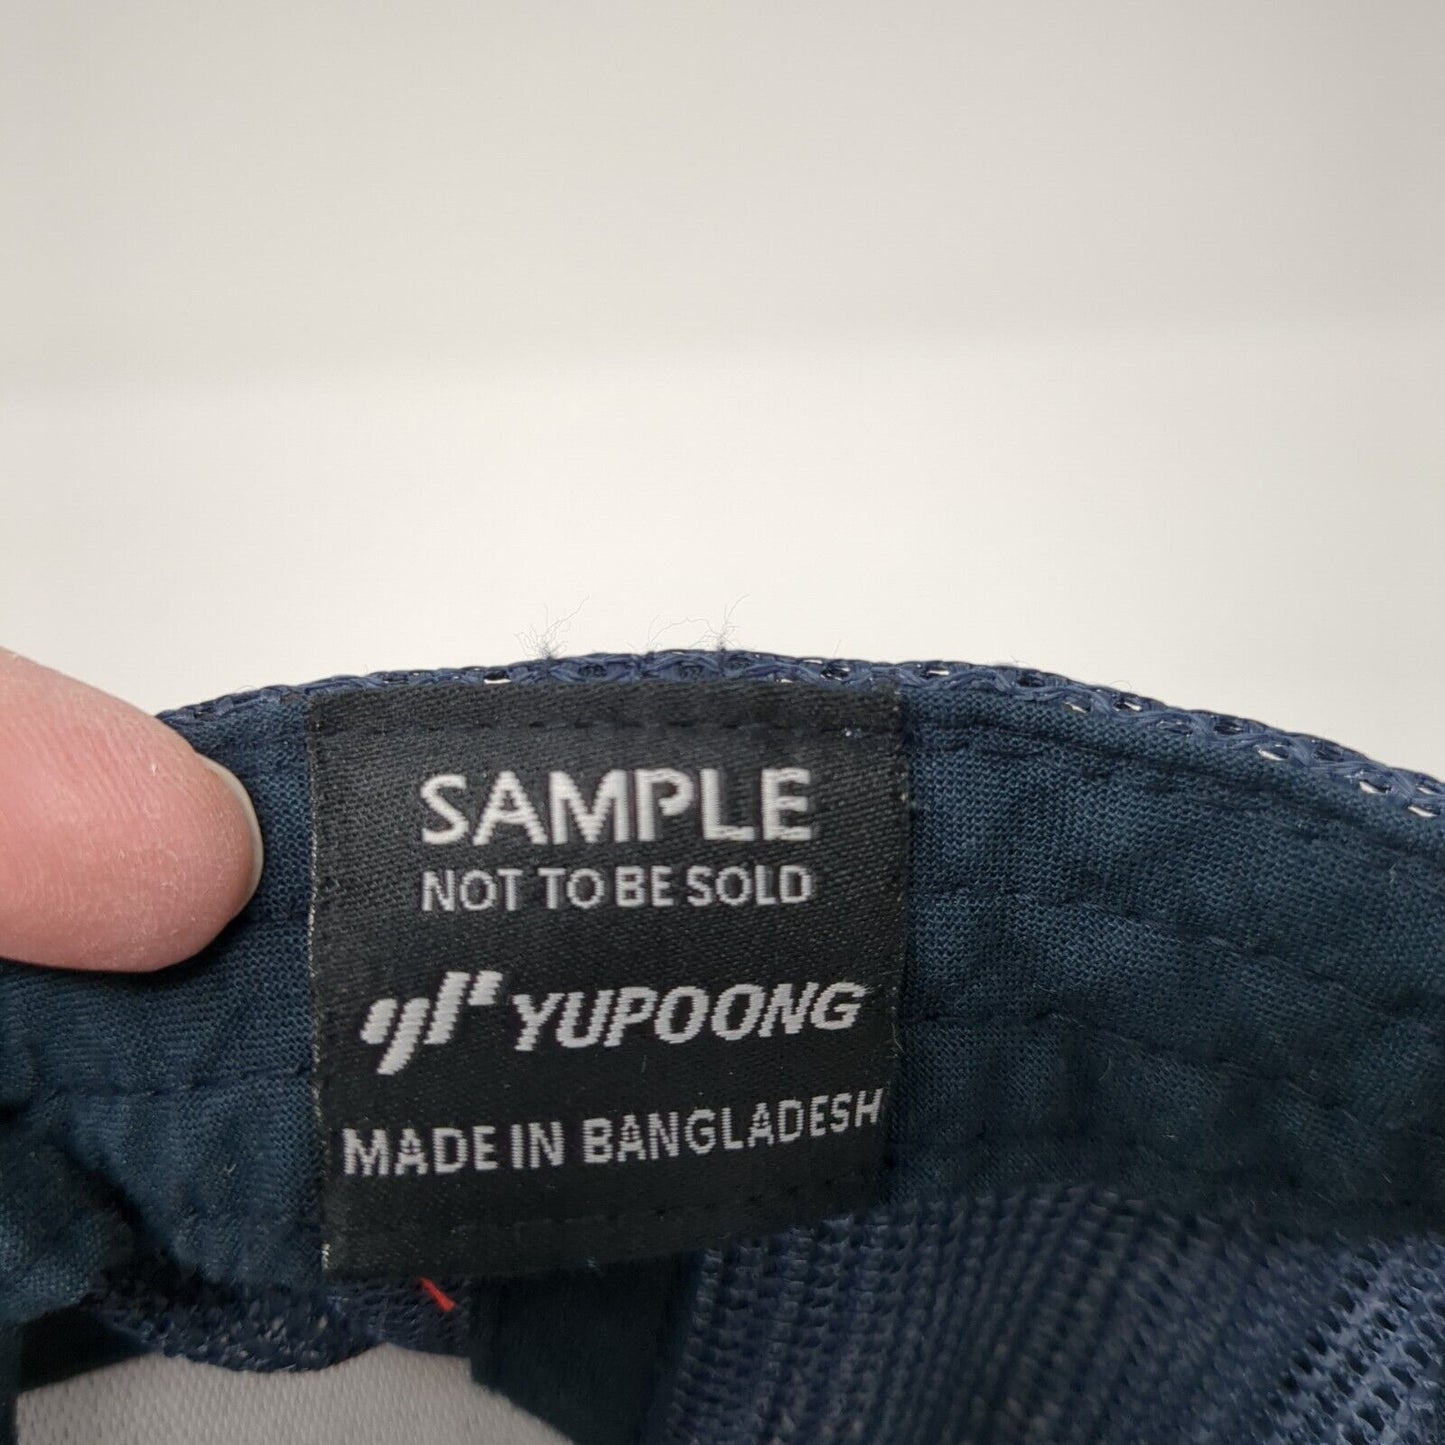 SAMPLE
NOT TO BE SOLD
YUPOONG
MADE IN BANGLADESH